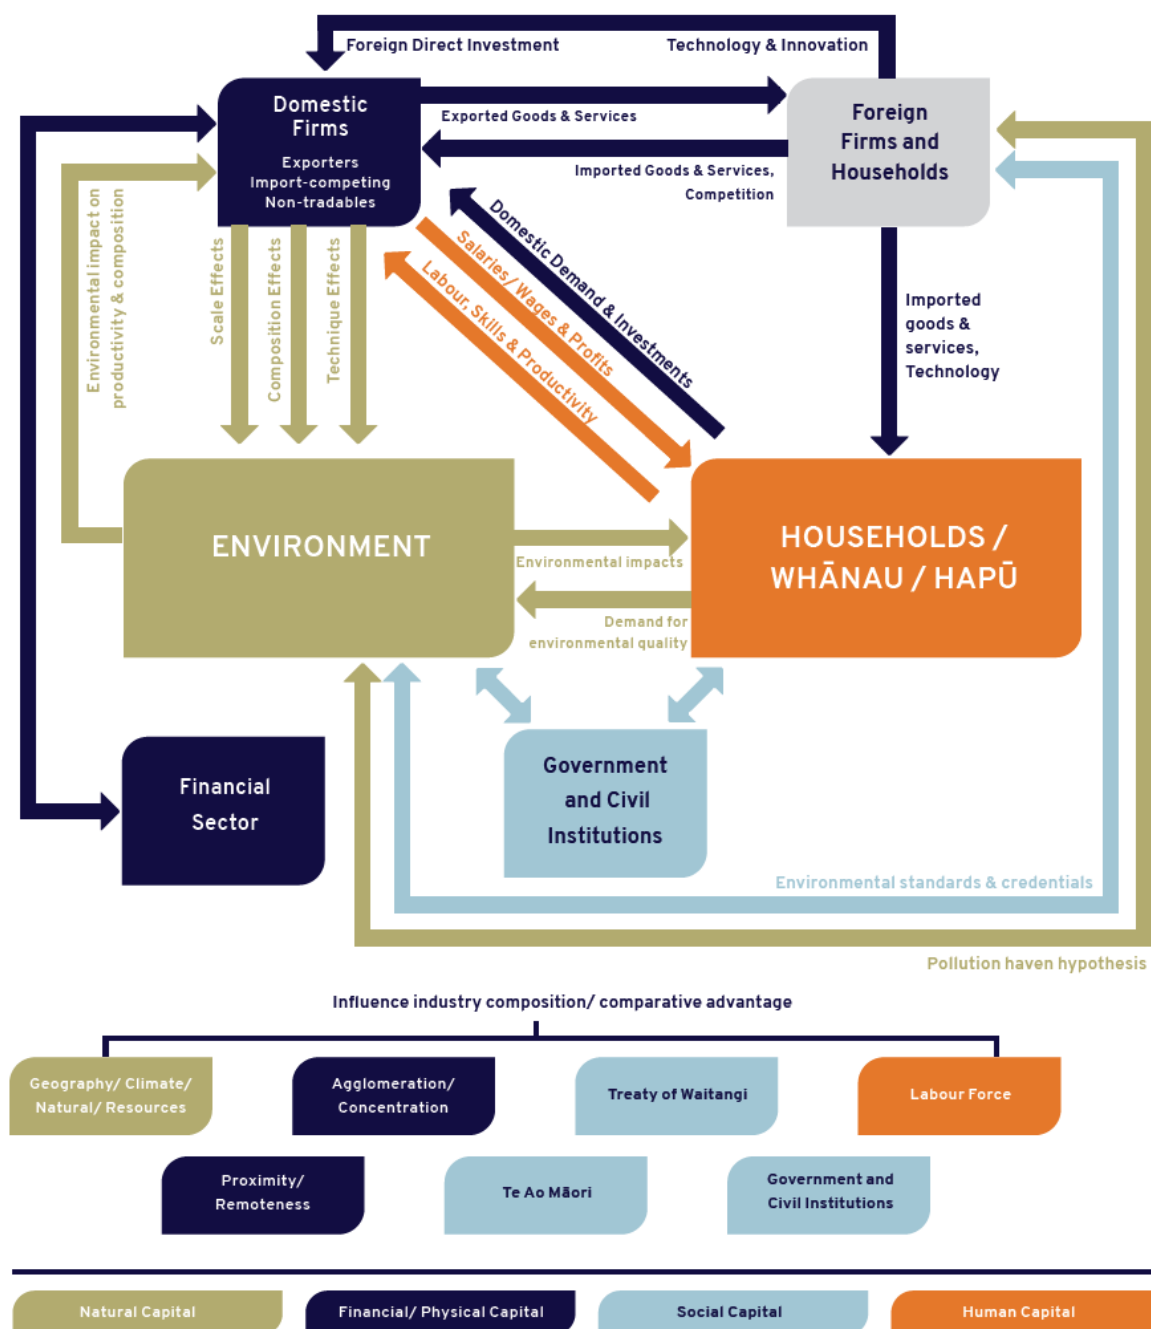 Foreign Direct Investment
Technology & Innovation
Domestic
Firms
Exporters
Import-competing
Non-tradables
Exported Goods & Services
Imported Goods & Services,
Competition
Foreign
Firms and
Households
Environmental impact on
productivity & composition
Scale Effects
Composition Effects
Technique Effects
Domestic Demand & Investments
Salaries/ Wages & Profits
Labour, Skills & Productivity
Imported
goods &
services,
Technology
ENVIRONMENT
Environmental impacts
Demand for
environmental quality
HOUSEHOLDS /
WHĀNAU / HAPŪ
Financial
Sector
Government
and Civil
Institutions
Environmental standards & credentials
Pollution haven hypothesis
Influence industry composition/ comparative advantage
Geography/ Climate/
Natural/ Resources
Agglomeration/
Concentration
Treaty of Waitangi
Labour Force
Proximity/
Remoteness
Te Ao Māori
Government and
Civil Institutions
Natural Capital
Financial/ Physical Capital
Social Capital
Human Capital